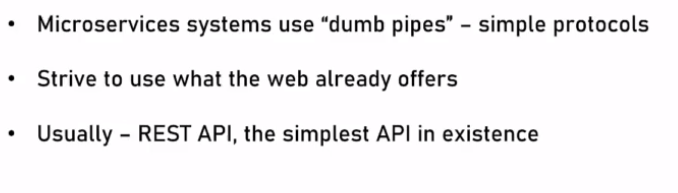 • Microservices systems use “dumb pipes” – simple protocols
• Strive to use what the web already offers
• Usually – REST API, the simplest API in existence